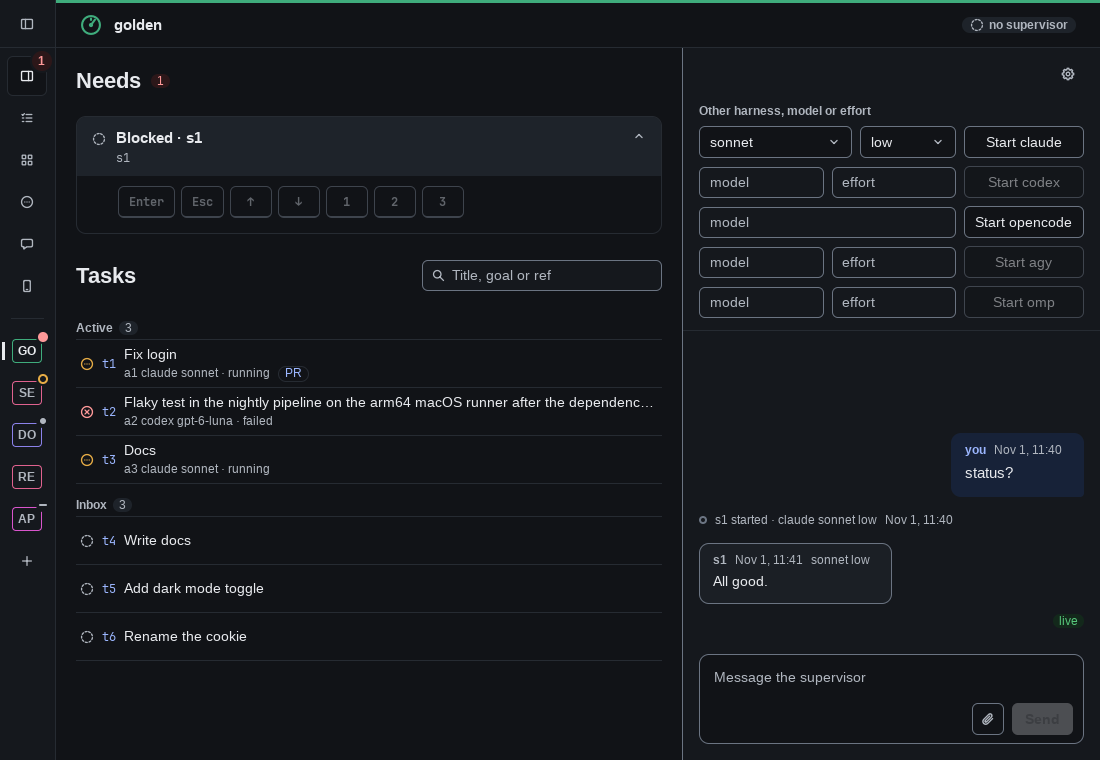 golden
no supervisor
1
Needs 1
Blocked · s1
s1
Enter Esc ↑ ↓ 1 2 3
Tasks
Title, goal or ref
Active 3
t1 Fix login
a1 claude sonnet · running PR
t2 Flaky test in the nightly pipeline on the arm64 macOS runner after the dependenc…
a2 codex gpt-6-luna · failed
t3 Docs
a3 claude sonnet · running
Inbox 3
t4 Write docs
t5 Add dark mode toggle
t6 Rename the cookie
GO
SE
DO
RE
AP
Other harness, model or effort
sonnet low Start claude
model effort Start codex
model Start opencode
model effort Start agy
model effort Start omp
you Nov 1, 11:40
status?
s1 started · claude sonnet low Nov 1, 11:40
s1 Nov 1, 11:41 sonnet low
All good.
live
Message the supervisor
Send